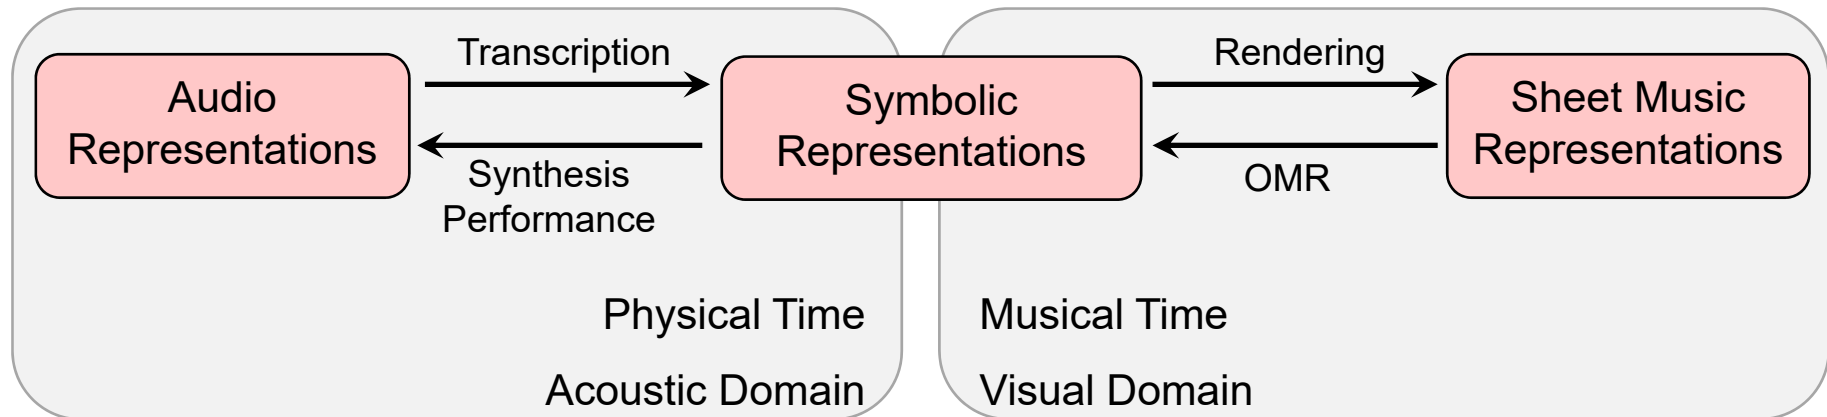 Transcription
Rendering
Audio
Representations
Symbolic
Representations
Sheet Music
Representations
Synthesis
Performance
OMR
Physical Time
Musical Time
Acoustic Domain
Visual Domain